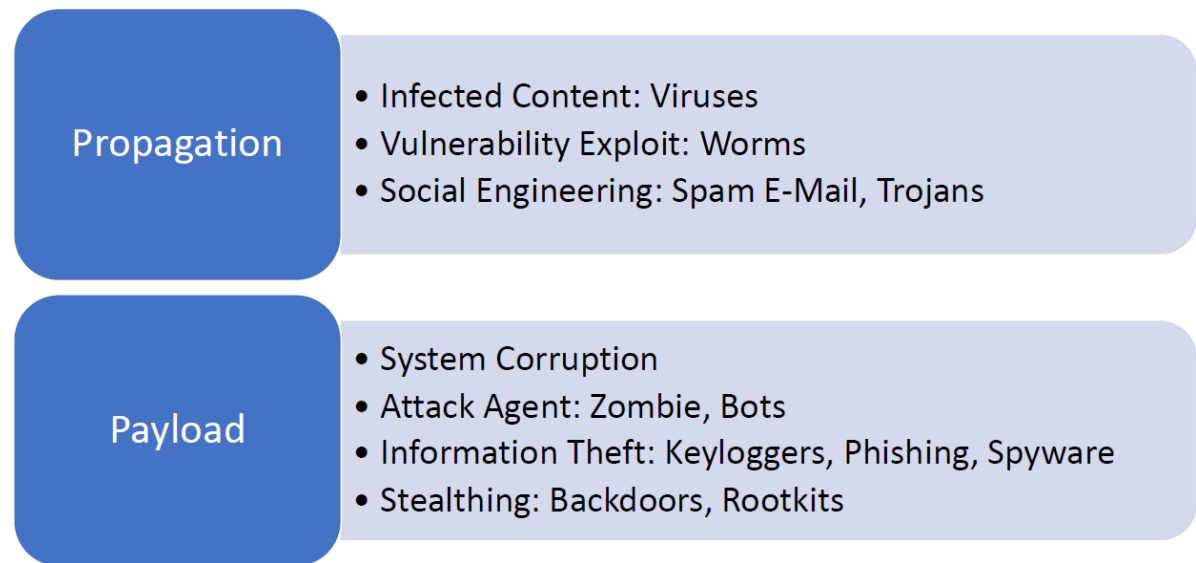 Propagation
• Infected Content: Viruses
• Vulnerability Exploit: Worms
• Social Engineering: Spam E-Mail, Trojans
Payload
• System Corruption
• Attack Agent: Zombie, Bots
• Information Theft: Keyloggers, Phishing, Spyware
• Stealthing: Backdoors, Rootkits